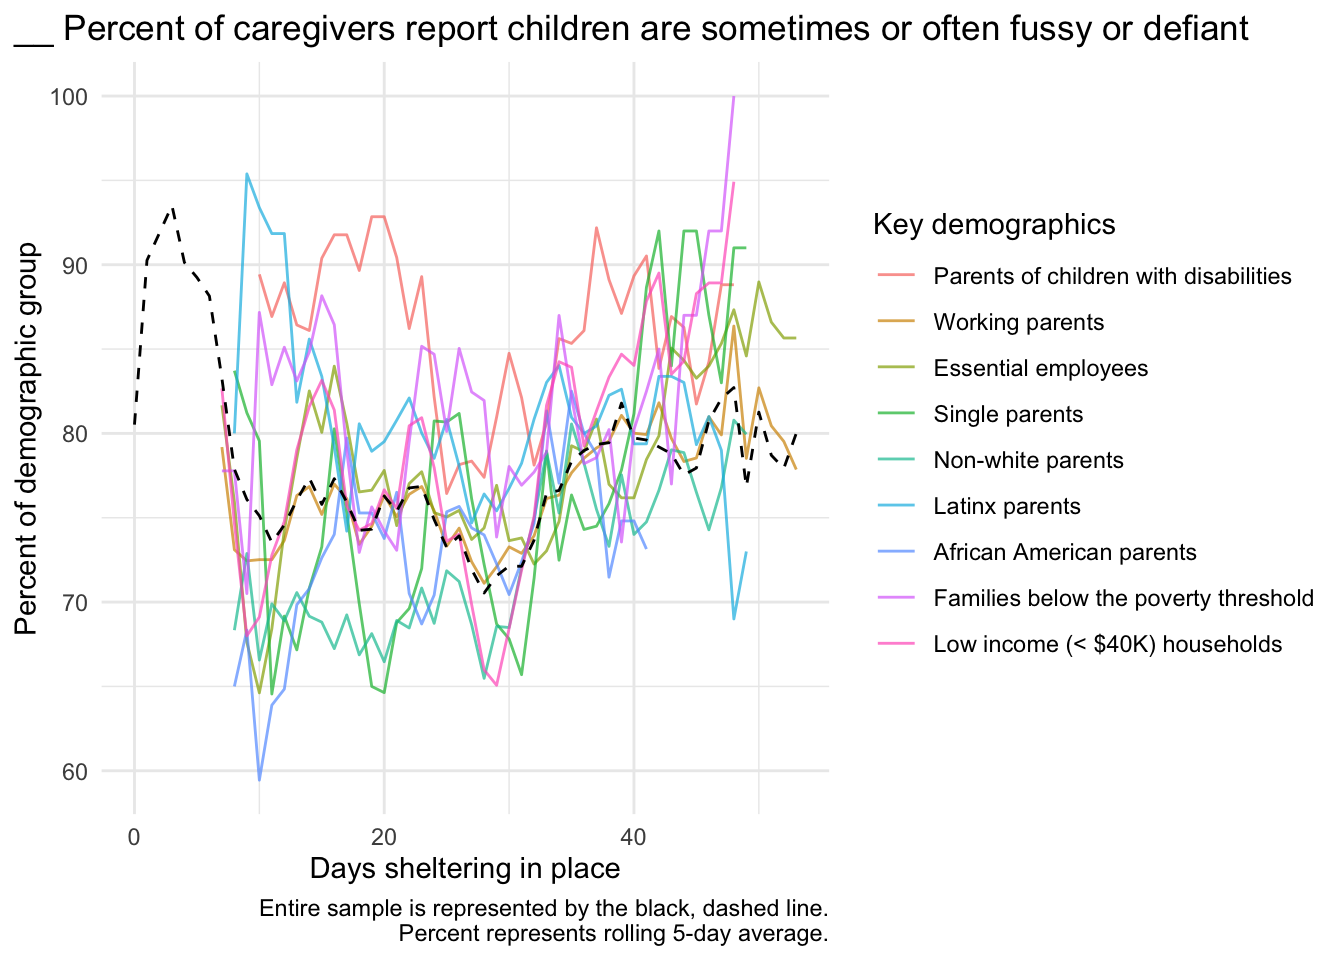 __ Percent of caregivers report children are sometimes or often fussy or defiant
Percent of demographic group
100
90
80
70
60
0
20
40
Days sheltering in place
Key demographics
Parents of children with disabilities
Working parents
Essential employees
Single parents
Non-white parents
Latinx parents
African American parents
Families below the poverty threshold
Low income (< $40K) households
Entire sample is represented by the black, dashed line.
Percent represents rolling 5-day average.